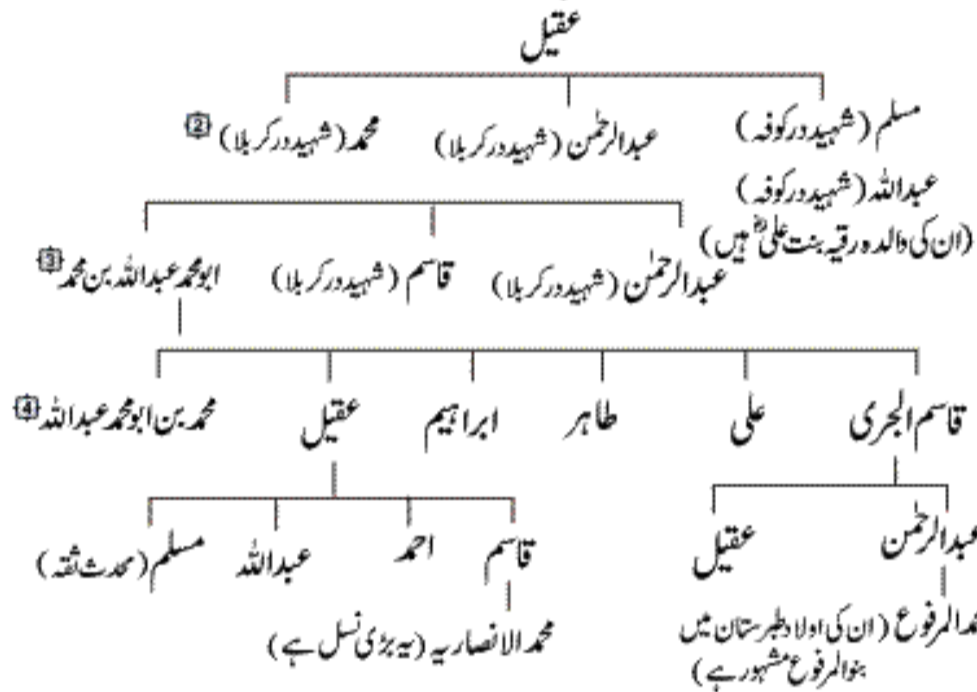 عقیل
مسلم (شہید در کوفہ) عبدالرحمٰن (شہید در کربلا) محمد (شہید در کربلا) 2
عبداللہ (شہید در کوفہ)
(ان کی والدہ رقیہ بنت علیؓ ہیں)
عبدالرحمٰن (شہید در کربلا) قاسم (شہید در کربلا) ابو محمد عبداللہ بن محمد 3
قاسم الجری علی طاہر ابراہیم عقیل محمد بن ابو محمد عبداللہ 4
عبدالرحمٰن عقیل قاسم احمد عبداللہ مسلم (محدث ثقہ)
المرفوع (ان کی اولاد طبرستان میں
بنو المرفوع مشہور ہے)
محمد الانصاریہ (یہ بڑی نسل ہے)